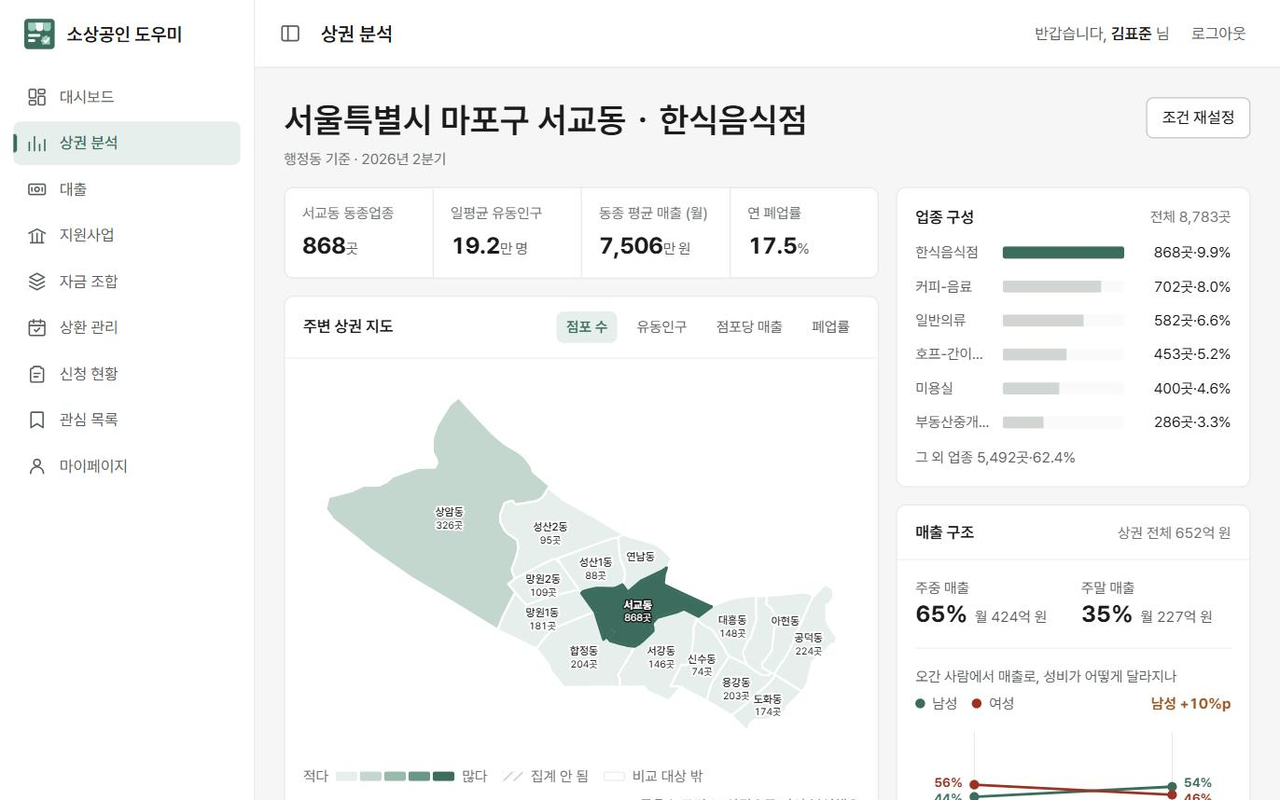 소상공인 도우미
상권 분석
반갑습니다, 김표준 님
로그아웃
대시보드
상권 분석
대출
지원사업
자금 조합
상환 관리
신청 현황
관심 목록
마이페이지
서울특별시 마포구 서교동 · 한식음식점
조건 재설정
행정동 기준 · 2026년 2분기
서교동 동종업종
868곳
일평균 유동인구
19.2만 명
동종 평균 매출 (월)
7,506만 원
연 폐업률
17.5%
주변 상권 지도
점포 수
유동인구
점포당 매출
폐업률
상암동
326곳
성산2동
95곳
성산1동
88곳
연남동
망원2동
109곳
서교동
868곳
망원1동
181곳
대흥동
148곳
아현동
공덕동
224곳
합정동
204곳
서강동
146곳
신수동
74곳
용강동
203곳
도화동
174곳
적다
많다
집계 안 됨
비교 대상 밖
업종 구성
전체 8,783곳
한식음식점 868곳·9.9%
커피-음료 702곳·8.0%
일반의류 582곳·6.6%
호프-간이... 453곳·5.2%
미용실 400곳·4.6%
부동산중개... 286곳·3.3%
그 외 업종 5,492곳·62.4%
매출 구조
상권 전체 652억 원
주중 매출
65% 월 424억 원
주말 매출
35% 월 227억 원
오간 사람에서 매출로, 성비가 어떻게 달라지나
남성
여성
남성 +10%p
56%
54%
44%
46%